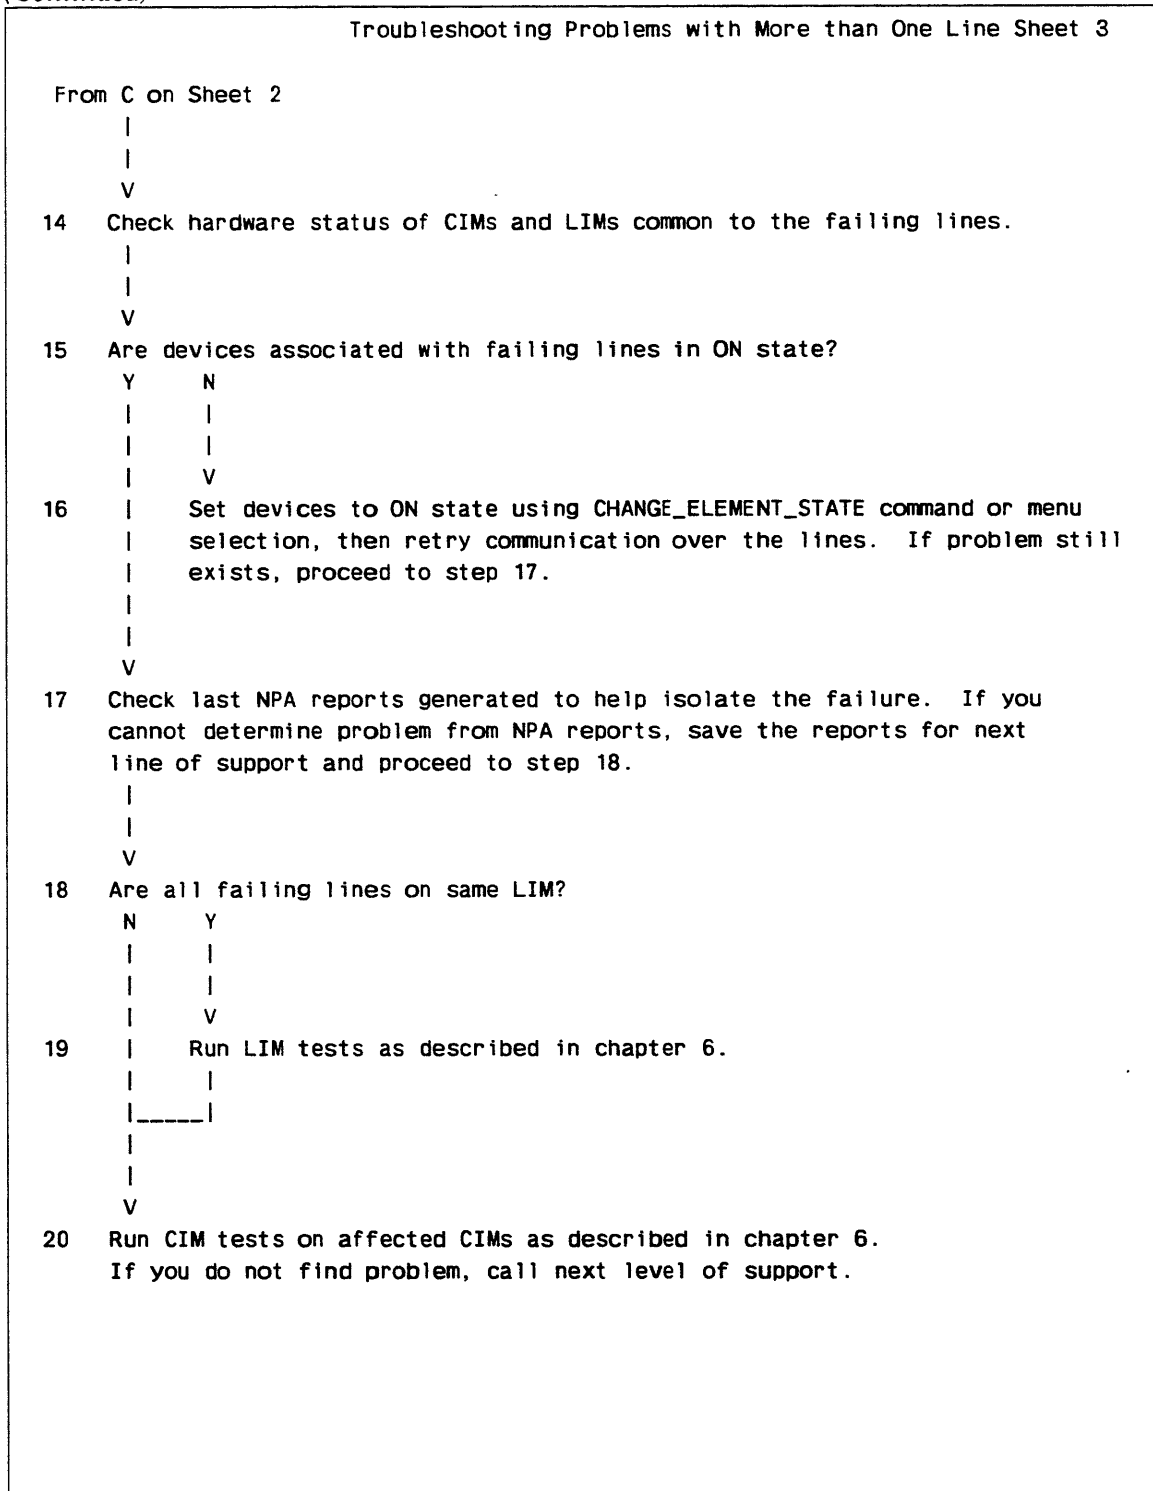 Troubleshooting Problems with More than One Line Sheet 3
From C on Sheet 2
|
|
V
14 Check hardware status of CIMs and LIMs common to the failing lines.
|
|
V
15 Are devices associated with failing lines in ON state?
Y N
| |
| |
| V
16 | Set devices to ON state using CHANGE_ELEMENT_STATE command or menu
| selection, then retry communication over the lines. If problem still
| exists, proceed to step 17.
|
|
V
17 Check last NPA reports generated to help isolate the failure. If you
cannot determine problem from NPA reports, save the reports for next
line of support and proceed to step 18.
|
|
V
18 Are all failing lines on same LIM?
N Y
| |
| |
| V
19 | Run LIM tests as described in chapter 6.
| |
|_____|
|
|
V
20 Run CIM tests on affected CIMs as described in chapter 6.
If you do not find problem, call next level of support.